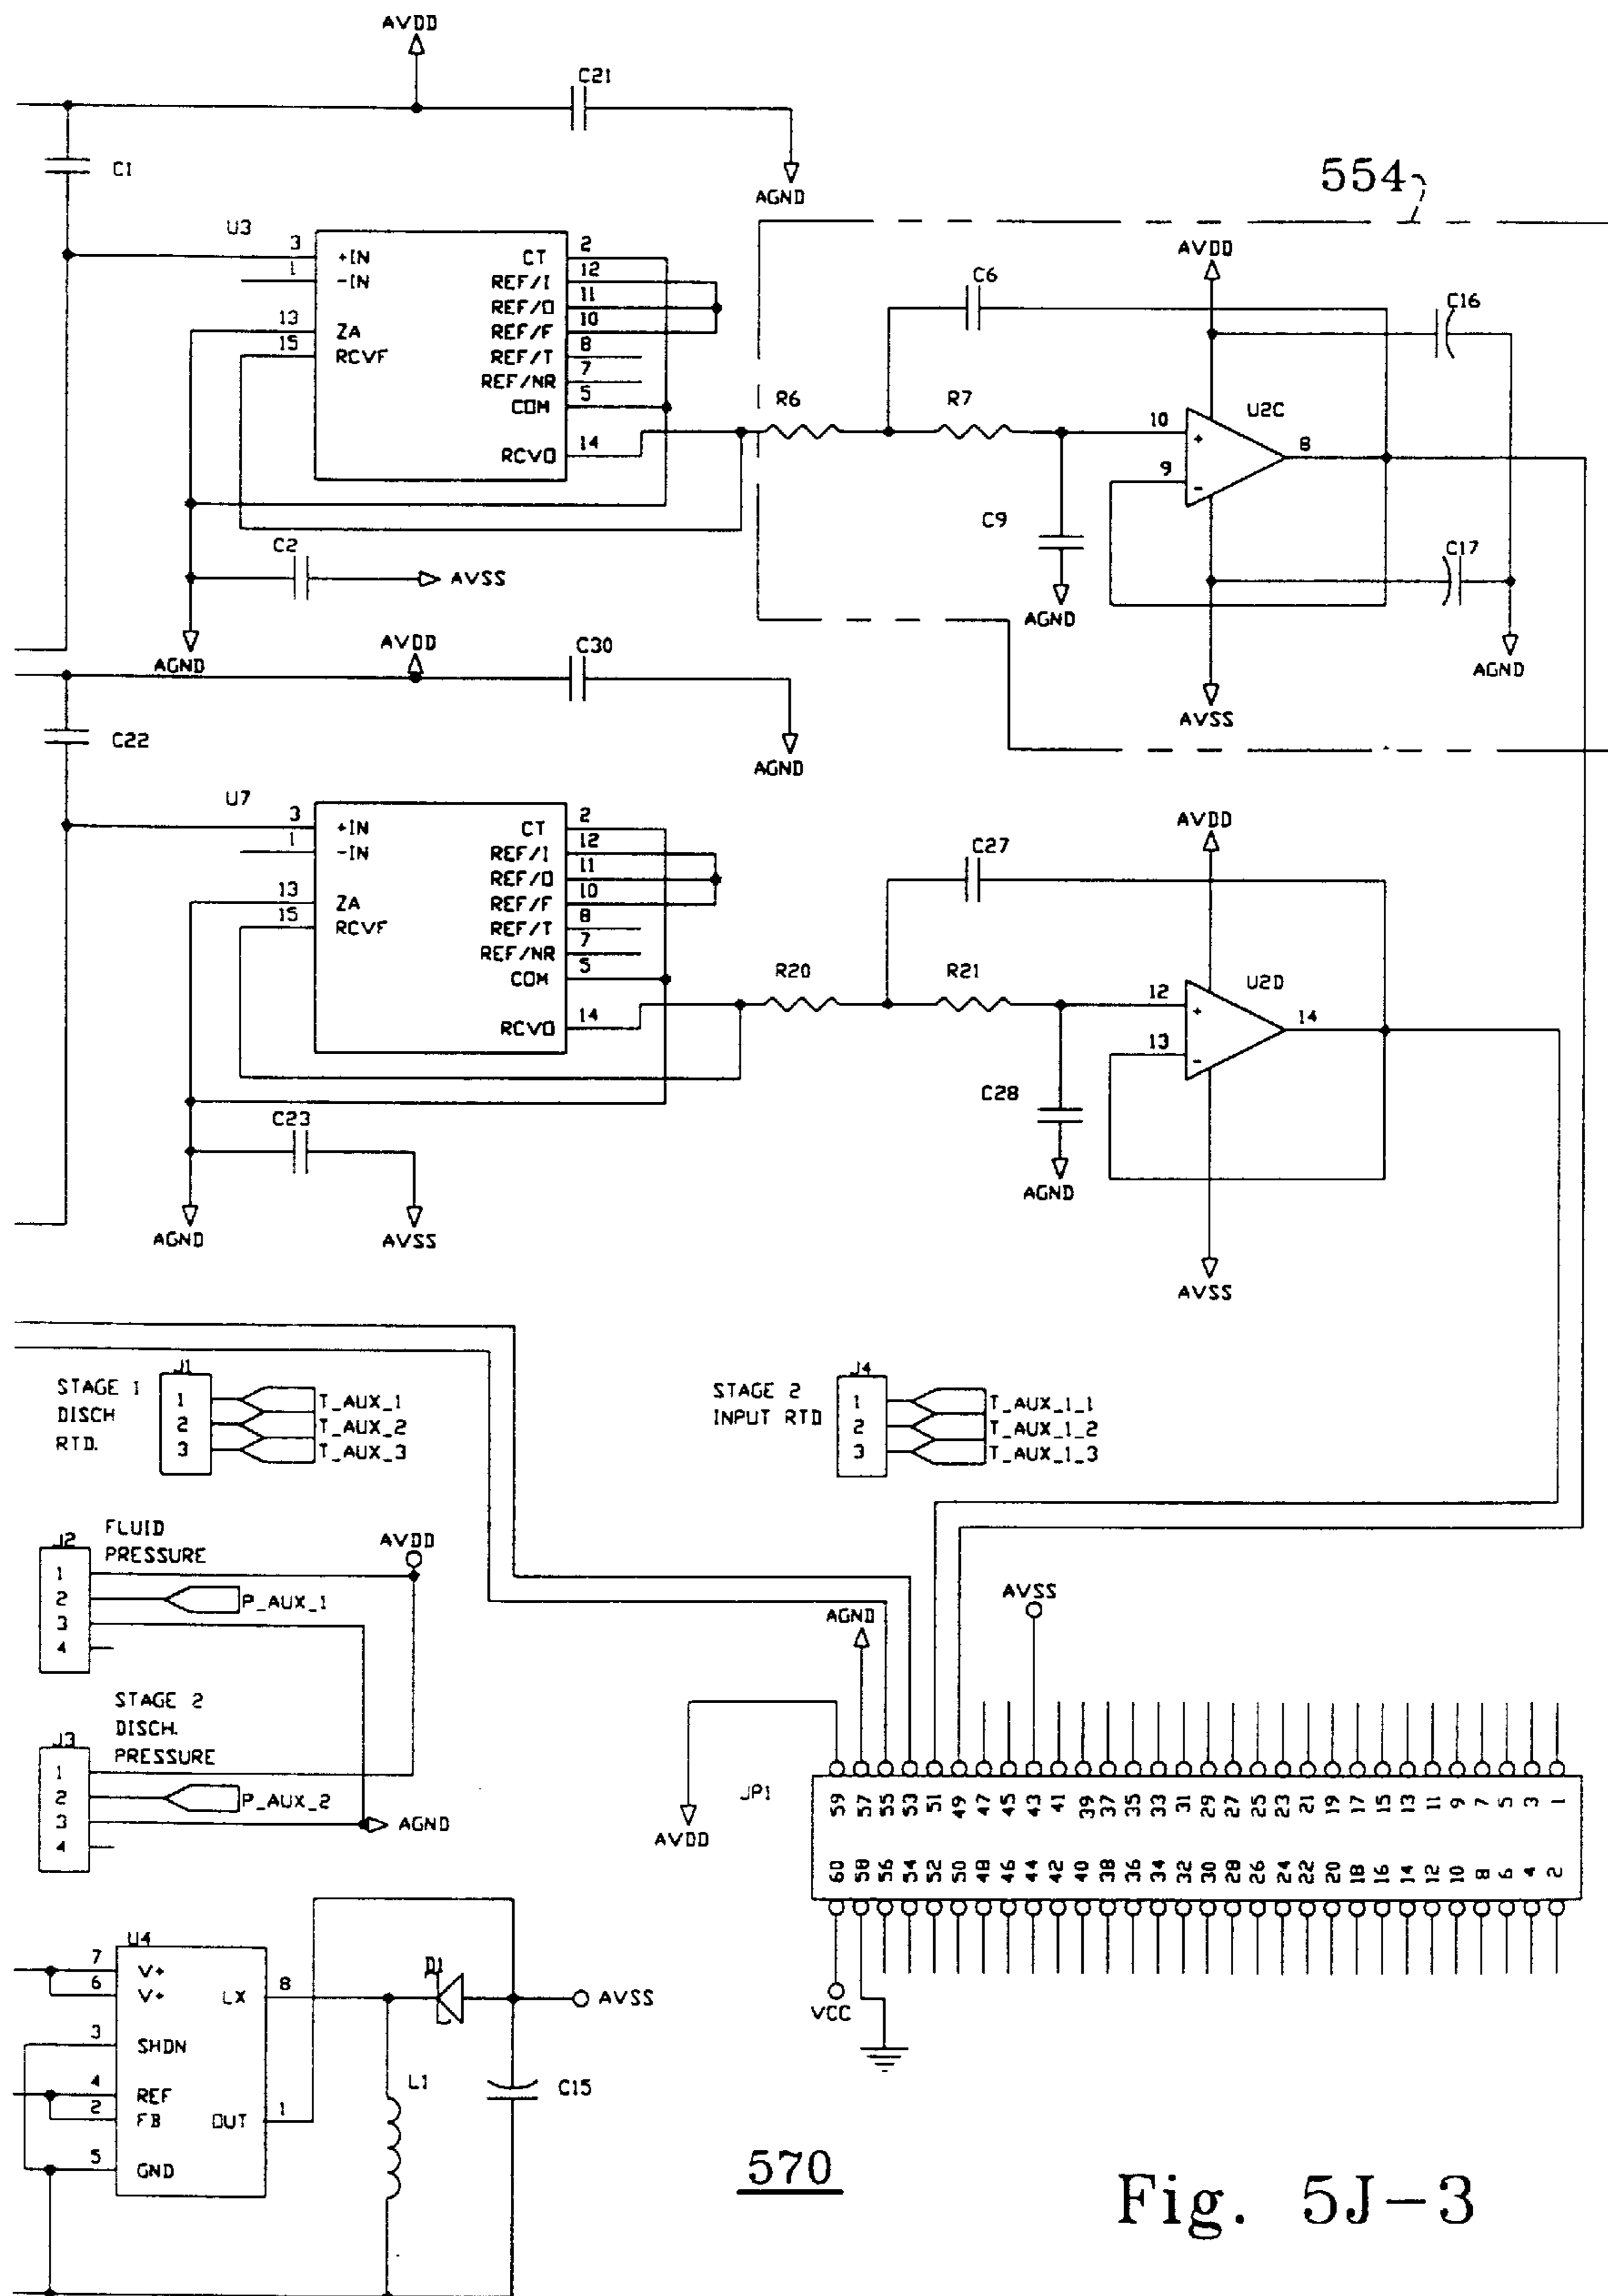 AVDD
C21
C1
AGND
554
U3
3 +IN CT 2
1 -IN REF/I 12
REF/O 11
13 ZA REF/F 10
15 RCVF REF/T 8
REF/NR 7
COM 5
RCVO 14
AVDD
C6
C16
R6
R7
U2C
10 +
9 -
8
C9
C17
C2
AVSS
AGND
AGND
AGND
AVSS
AVDD
C30
C22
AGND
U7
3 +IN CT 2
1 -IN REF/I 12
REF/O 11
13 ZA REF/F 10
15 RCVF REF/T 8
REF/NR 7
COM 5
RCVO 14
AVDD
C27
R20
R21
U2D
12 +
13 -
14
C28
C23
AGND
AGND
AVSS
AVSS
J1
STAGE 1
DISCH
RTD.
1 T_AUX_1
2 T_AUX_2
3 T_AUX_3
J4
STAGE 2
INPUT RTD
1 T_AUX_1_1
2 T_AUX_1_2
3 T_AUX_1_3
FLUID
PRESSURE
J2
AVDD
1
2 P_AUX_1
3
4
STAGE 2
DISCH.
PRESSURE
J3
1
2 P_AUX_2
3 AGND
4
AGND
AVSS
AVDD
JP1
59 57 55 53 51 49 47 45 43 41 39 37 35 33 31 29 27 25 23 21 19 17 15 13 11 9 7 5 3 1
60 58 56 54 52 50 48 46 44 42 40 38 36 34 32 30 28 26 24 22 20 18 16 14 12 10 8 6 4 2
VCC
U4
7 V+
6 V+ LX 8
3 SHDN
4 REF
2 FB OUT 1
5 GND
D1
AVSS
L1
C15
570
Fig. 5J-3